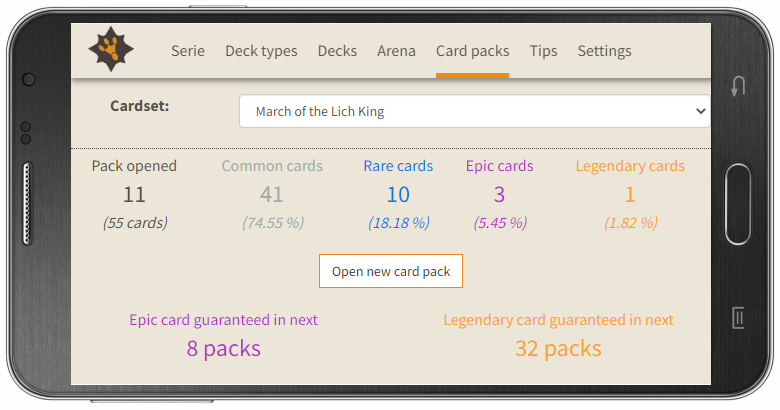 Serie Deck types Decks Arena Card packs Tips Settings
Cardset: March of the Lich King
Pack opened Common cards Rare cards Epic cards Legendary cards
11 41 10 3 1
(55 cards) (74.55 %) (18.18 %) (5.45 %) (1.82 %)
Open new card pack
Epic card guaranteed in next Legendary card guaranteed in next
8 packs 32 packs